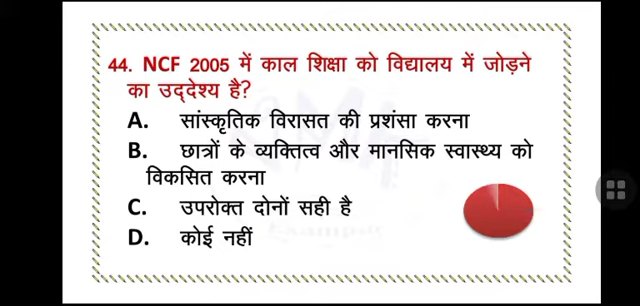 44. NCF 2005 में काल शिक्षा को विद्यालय में जोड़ने
का उद्देश्य है?
A. सांस्कृतिक विरासत की प्रशंसा करना
B. छात्रों के व्यक्तित्व और मानसिक स्वास्थ्य को
विकसित करना
C. उपरोक्त दोनों सही है
D. कोई नहीं